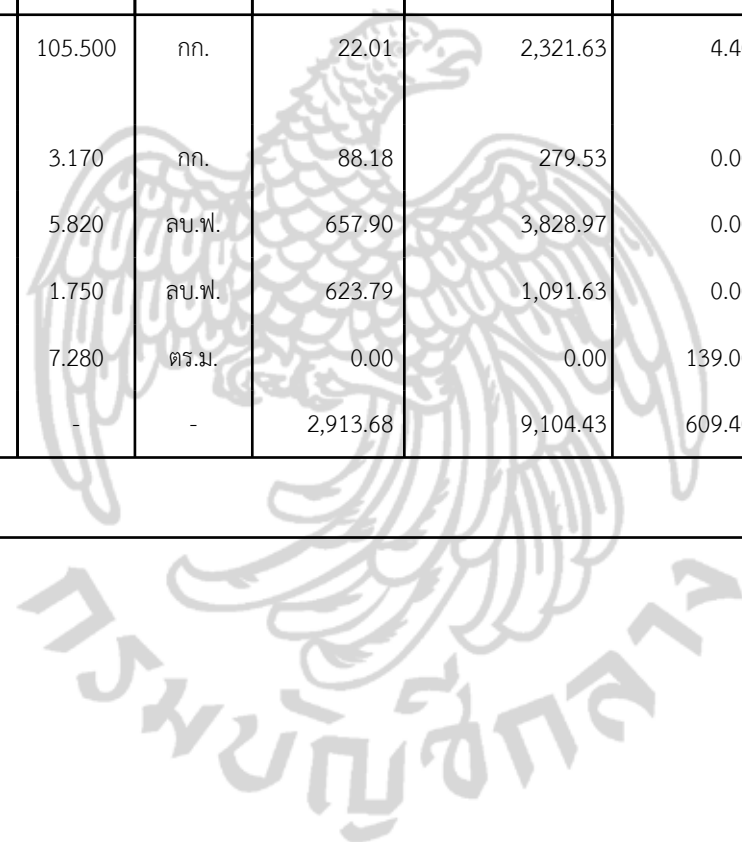 105.500 กก. 22.01 2,321.63 4.4
3.170 กก. 88.18 279.53 0.0
5.820 ลบ.ฟ. 657.90 3,828.97 0.0
1.750 ลบ.ฟ. 623.79 1,091.63 0.0
7.280 ตร.ม. 0.00 0.00 139.0
- - 2,913.68 9,104.43 609.4
กรมบัญชีกลาง